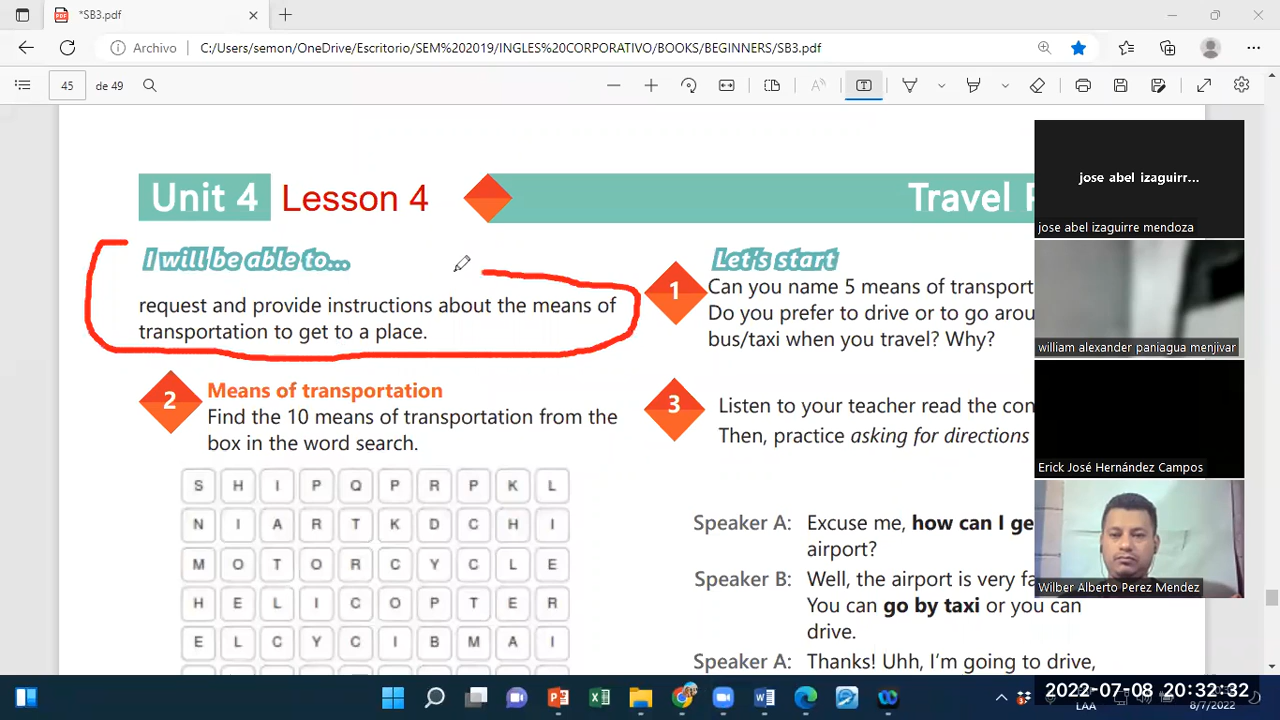 *SB3.pdf
Archivo
C:/Users/semon/OneDrive/Escritorio/SEM%202019/INGLES%20CORPORATIVO/BOOKS/BEGINNERS/SB3.pdf
45 de 49
Unit 4 Lesson 4
Travel
I will be able to...
request and provide instructions about the means of
transportation to get to a place.
2 Means of transportation
Find the 10 means of transportation from the
box in the word search.
S H I P Q P R P K L
N I A R T K D C H I
M O T O R C Y C L E
H E L I C O P T E R
E L C Y C I B M A I
Let's start
1 Can you name 5 means of transport
Do you prefer to drive or to go arou
bus/taxi when you travel? Why?
3 Listen to your teacher read the con
Then, practice asking for directions
Speaker A: Excuse me, how can I ge
airport?
Speaker B: Well, the airport is very fa
You can go by taxi or you can
drive.
Speaker A: Thanks! Uhh, I'm going to drive,
jose abel izaguirr...
jose abel izaguirre mendoza
william alexander paniagua menjivar
Erick José Hernández Campos
Wilber Alberto Perez Mendez
LAA
2022-07-08 20:32:32
8/7/2022